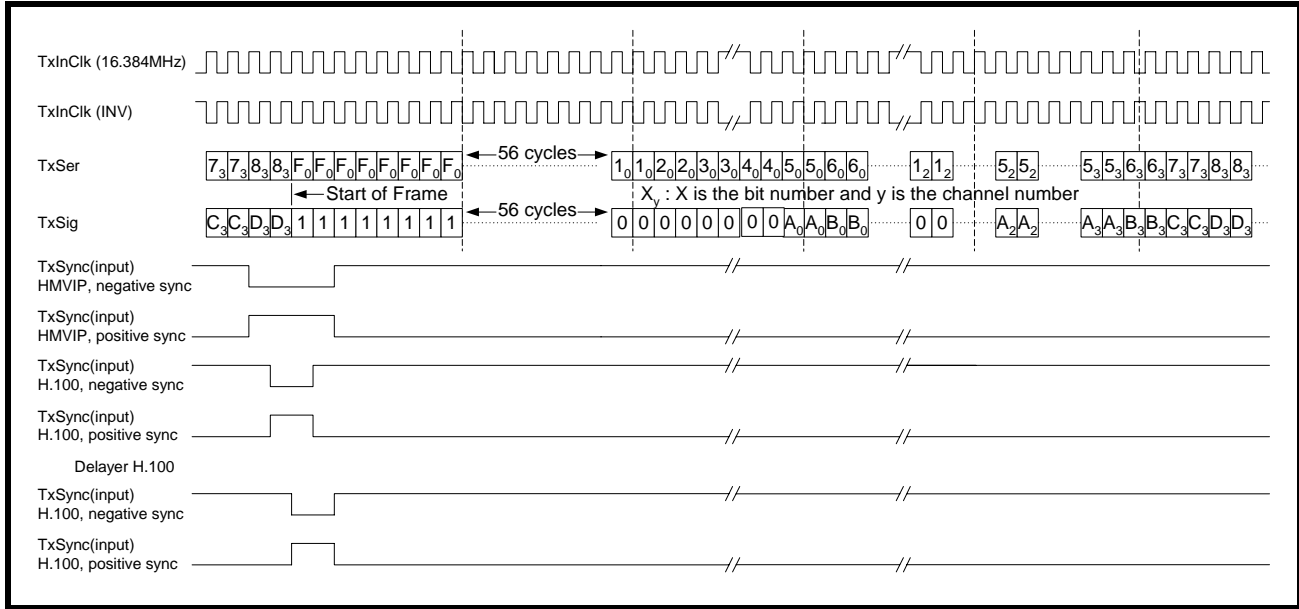 TxInClk (16.384MHz)
TxInClk (INV)
TxSer 7₃ 7₃ 8₃ 8₃ F₀ F₀ F₀ F₀ F₀ F₀ F₀ F₀ 56 cycles 1₀ 1₀ 2₀ 2₀ 3₀ 3₀ 4₀ 4₀ 5₀ 5₀ 6₀ 6₀ 1₂ 1₂ 5₂ 5₂ 5₃ 5₃ 6₃ 6₃ 7₃ 7₃ 8₃ 8₃
Start of Frame X_y : X is the bit number and y is the channel number
TxSig C₃ C₃ D₃ D₃ 1 1 1 1 1 1 1 1 56 cycles 0 0 0 0 0 0 0 0 A₀ A₀ B₀ B₀ 0 0 A₂ A₂ A₃ A₃ B₃ B₃ C₃ C₃ D₃ D₃
TxSync(input)
HMVIP, negative sync
TxSync(input)
HMVIP, positive sync
TxSync(input)
H.100, negative sync
TxSync(input)
H.100, positive sync
Delayer H.100
TxSync(input)
H.100, negative sync
TxSync(input)
H.100, positive sync